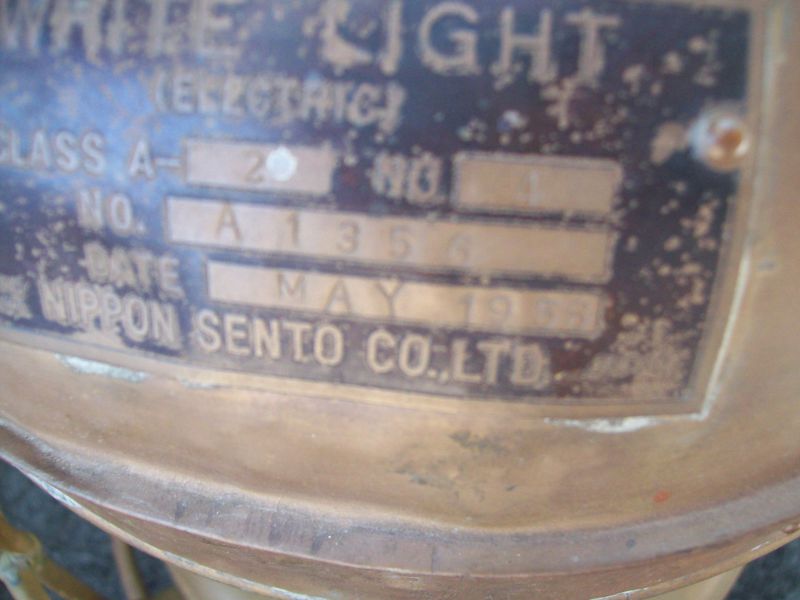 WHITE LIGHT
(ELECTRIC)
CLASS A- 2 NO. 1
NO. A 1356
DATE MAY
NIPPON SENTO CO., LTD.